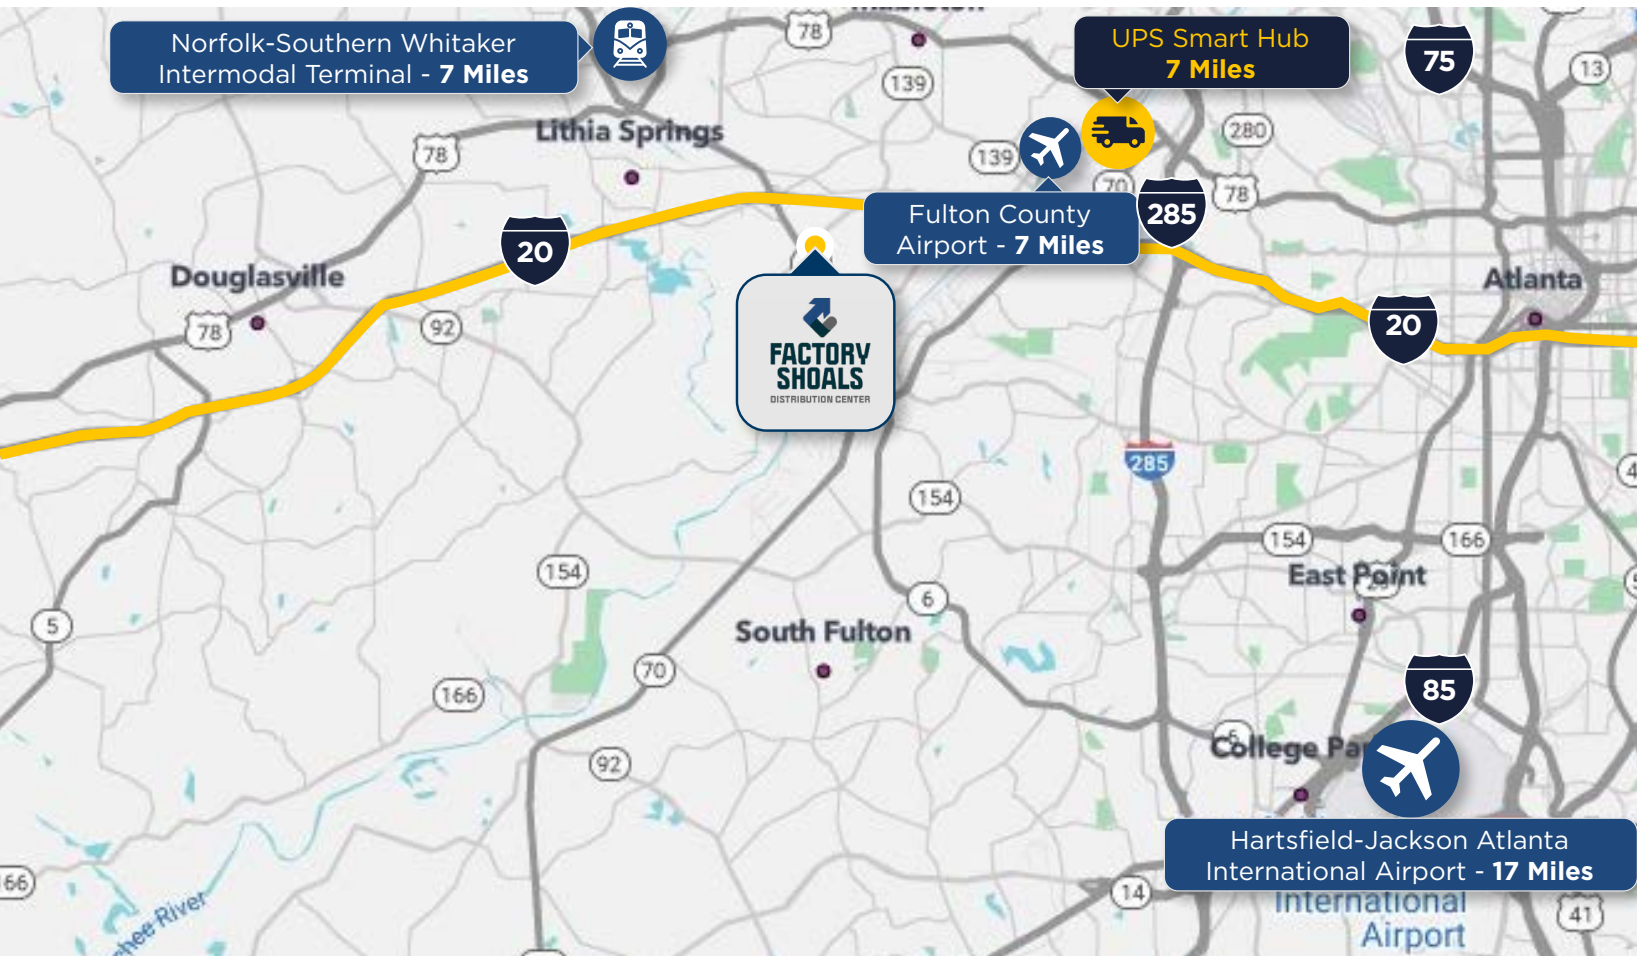 Norfolk-Southern Whitaker
Intermodal Terminal - 7 Miles
78
UPS Smart Hub
7 Miles
75
13
139
Lithia Springs
78
139
280
70
78
285
Fulton County
Airport - 7 Miles
20
Douglasville
78
92
FACTORY
SHOALS
DISTRIBUTION CENTER
Atlanta
20
285
154
154
166
154
East Point
6
5
South Fulton
70
166
85
92
College Pa
Hartsfield-Jackson Atlanta
International Airport - 17 Miles
66
14
International
Airport
41
hee River